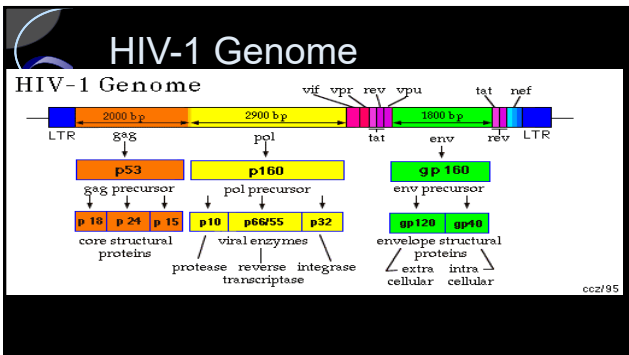 HIV-1 Genome
HIV-1 Genome
vif vpr rev vpu tat nef
2000 bp 2900 bp 1800 bp
LTR gag pol tat env rev LTR
p53 p160 gp 160
gag precursor pol precursor env precursor
p 18 p 24 p 15 p10 p66/55 p32 gp120 gp40
core structural viral enzymes envelope structural
proteins proteins
protease reverse integrase extra intra
transcriptase cellular cellular
ccz/95